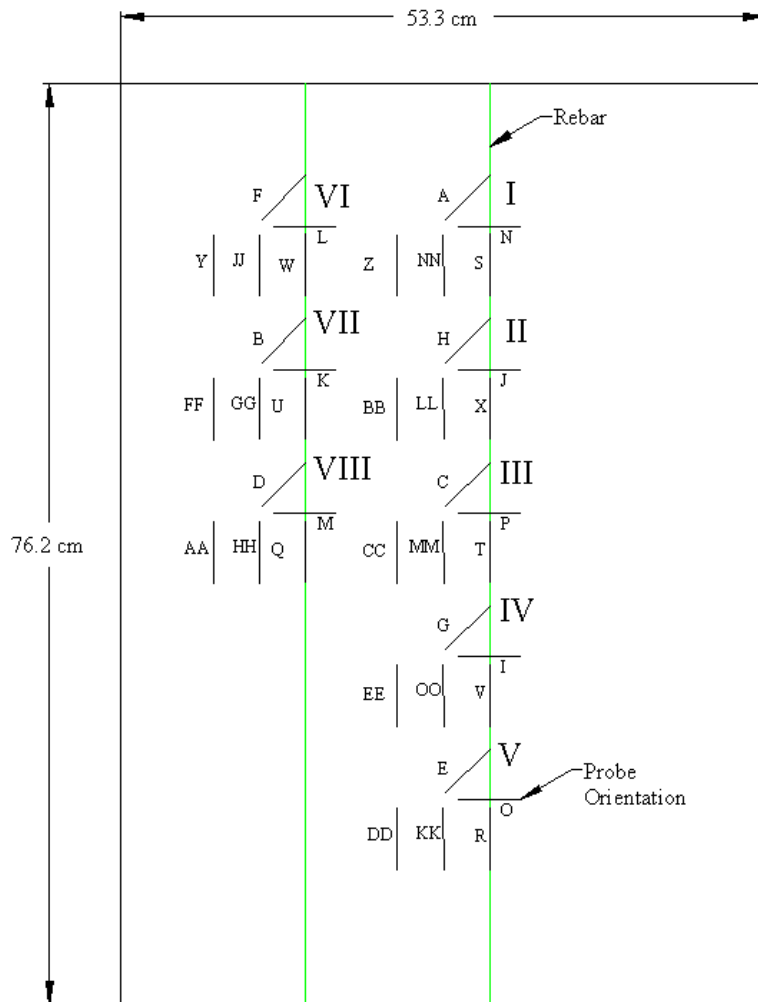 53.3 cm
Rebar
F VI A I
L N
Y JJ W Z NN S
VII II
B H
K J
FF GG U BB LL X
VIII III
D C
M P
76.2 cm AA HH Q CC MM T
G IV
I
EE OO V
E V
Probe
Orientation
O
DD KK R